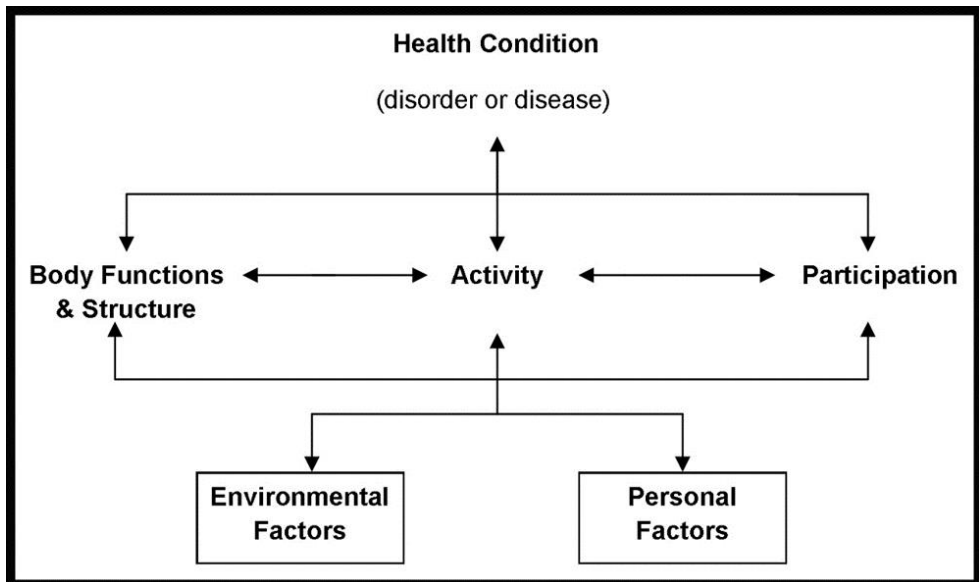 Health Condition
(disorder or disease)
Body Functions
& Structure
Activity
Participation
Environmental
Factors
Personal
Factors